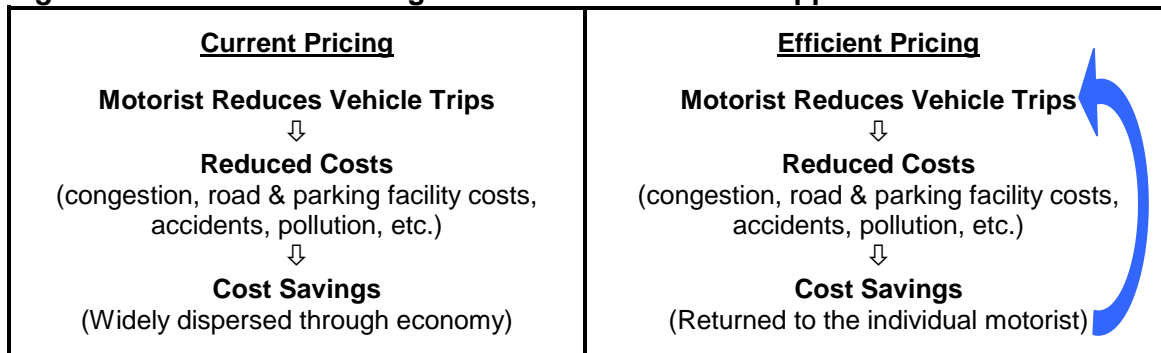 Current Pricing
Motorist Reduces Vehicle Trips
⇩
Reduced Costs
(congestion, road & parking facility costs,
accidents, pollution, etc.)
⇩
Cost Savings
(Widely dispersed through economy)
Efficient Pricing
Motorist Reduces Vehicle Trips
⇩
Reduced Costs
(congestion, road & parking facility costs,
accidents, pollution, etc.)
⇩
Cost Savings
(Returned to the individual motorist)